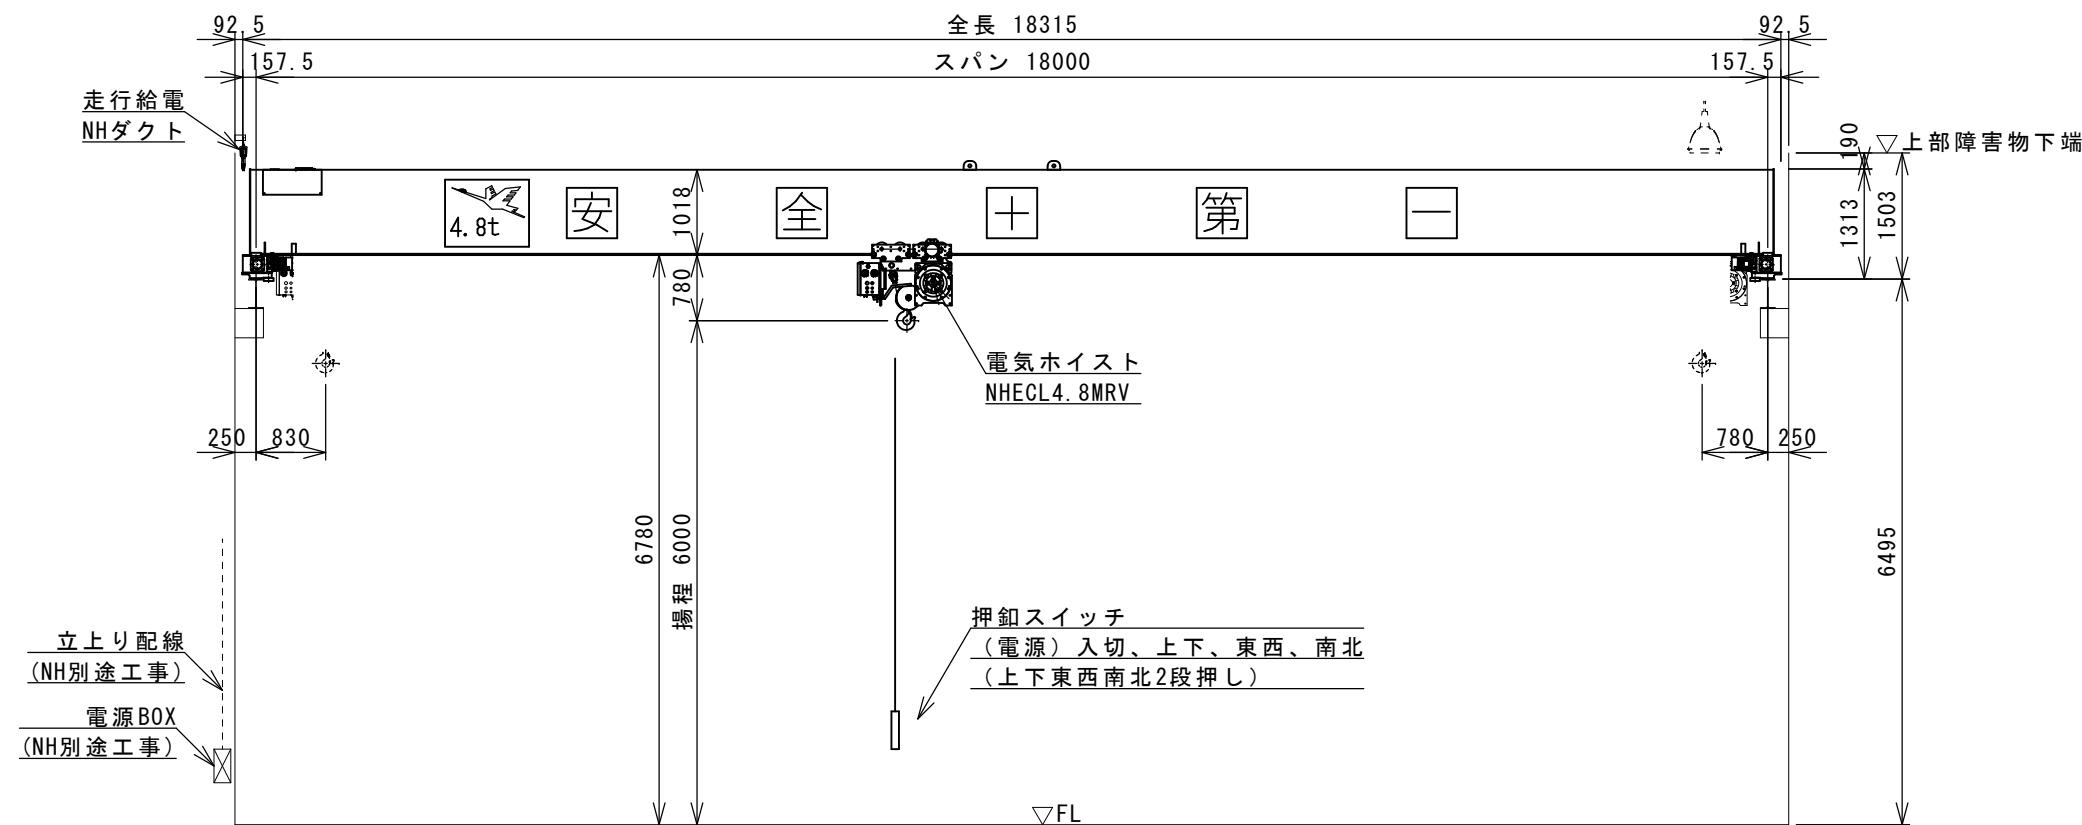 92.5
全長 18315
92.5
157.5
スパン 18000
157.5
走行給電
NHダクト
190
▽上部障害物下端
4.8t
安
全
十
第
一
1018
1313
1503
780
電気ホイスト
NHECL4.8MRV
250
830
780
250
6780
揚程 6000
6495
押釦スイッチ
（電源）入切、上下、東西、南北
（上下東西南北2段押し）
立上り配線
(NH別途工事)
電源BOX
(NH別途工事)
▽FL